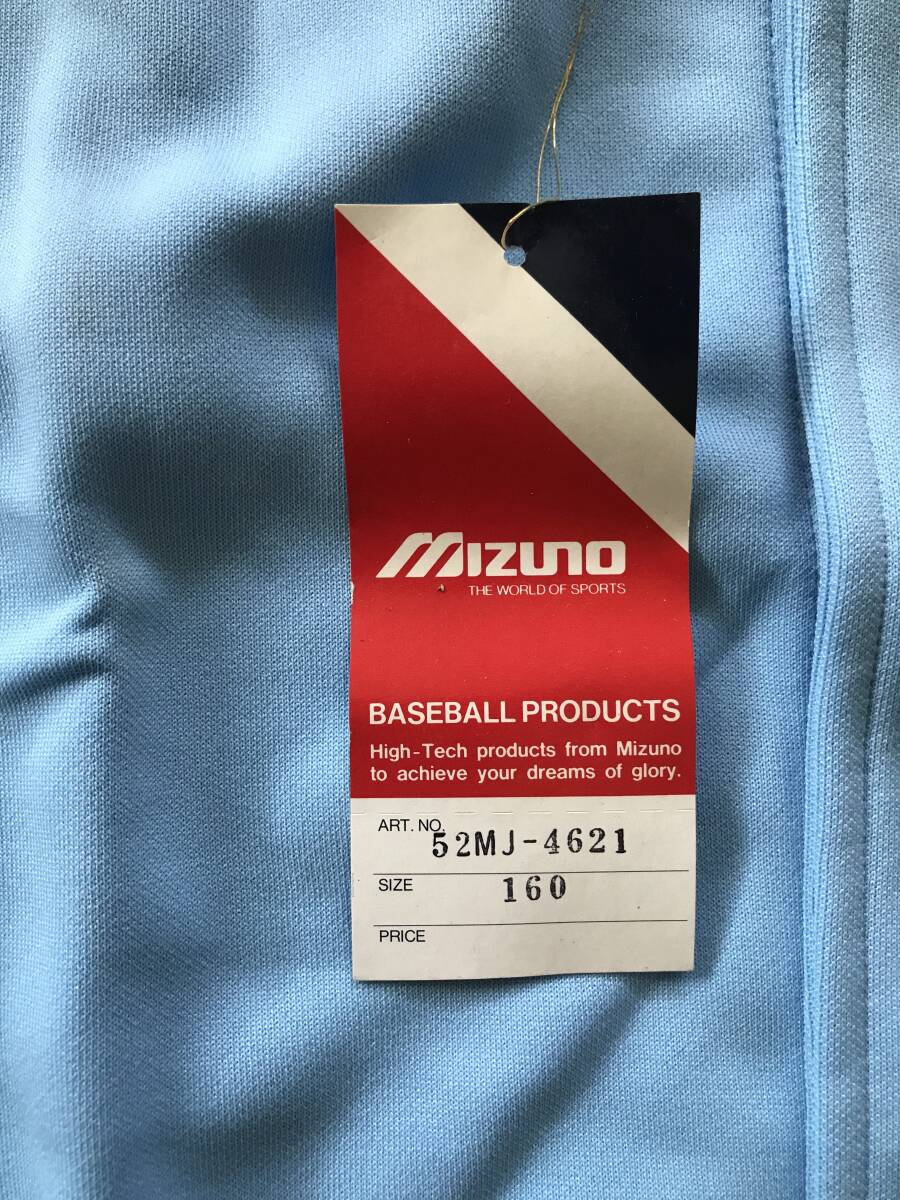 MIZUNO
THE WORLD OF SPORTS
BASEBALL PRODUCTS
High-Tech products from Mizuno
to achieve your dreams of glory.
ART. NO. 52MJ-4621
SIZE 160
PRICE